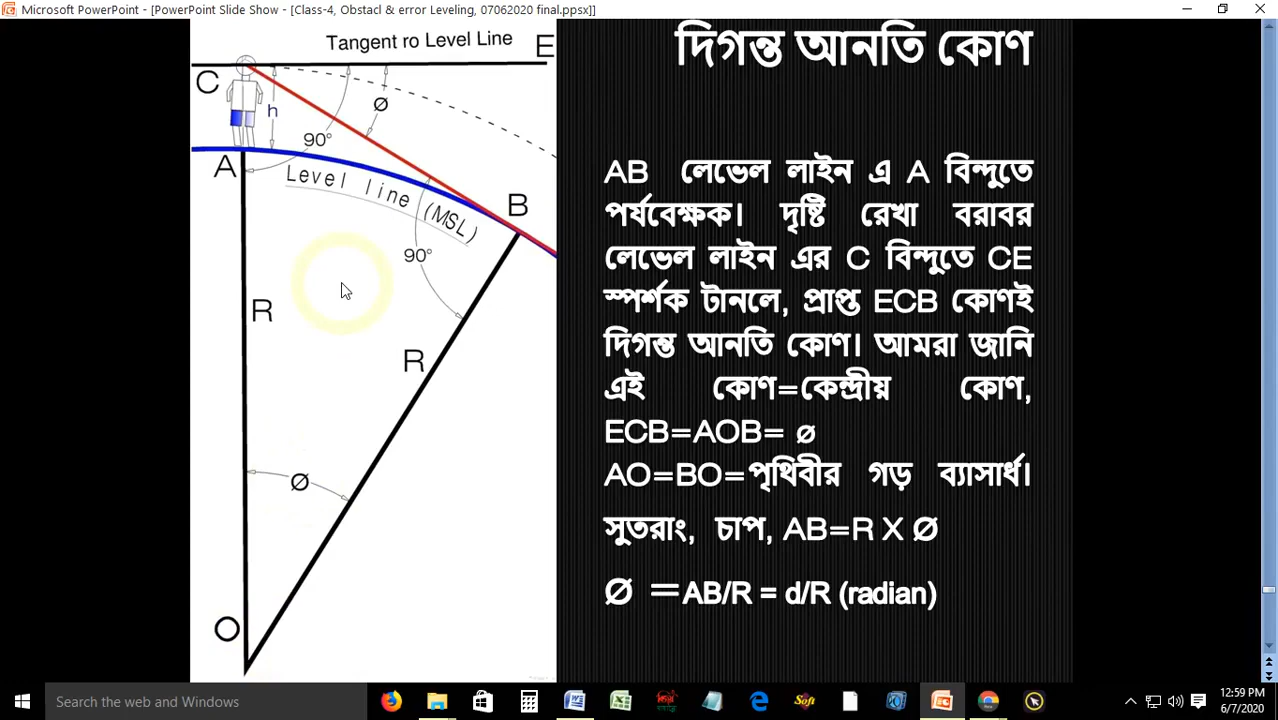 Microsoft PowerPoint - [PowerPoint Slide Show - [Class-4, Obstacl & error Leveling, 07062020 final.ppsx]]
দিগন্ত আনতি কোণ
Tangent ro Level Line
E
C
h
Ø
90°
A
Level line (MSL)
B
90°
R
R
Ø
O
AB লেভেল লাইন এ A বিন্দুতে
পর্যবেক্ষক। দৃষ্টি রেখা বরাবর
লেভেল লাইন এর C বিন্দুতে CE
স্পর্শক টানলে, প্রাপ্ত ECB কোণই
দিগন্ত আনতি কোণ। আমরা জানি
এই কোণ=কেন্দ্রীয় কোণ,
ECB=AOB= ø
AO=BO=পৃথিবীর গড় ব্যাসার্ধ।
সুতরাং, চাপ, AB=R X Ø
Ø =AB/R = d/R (radian)
Search the web and Windows
Soft
12:59 PM
6/7/2020